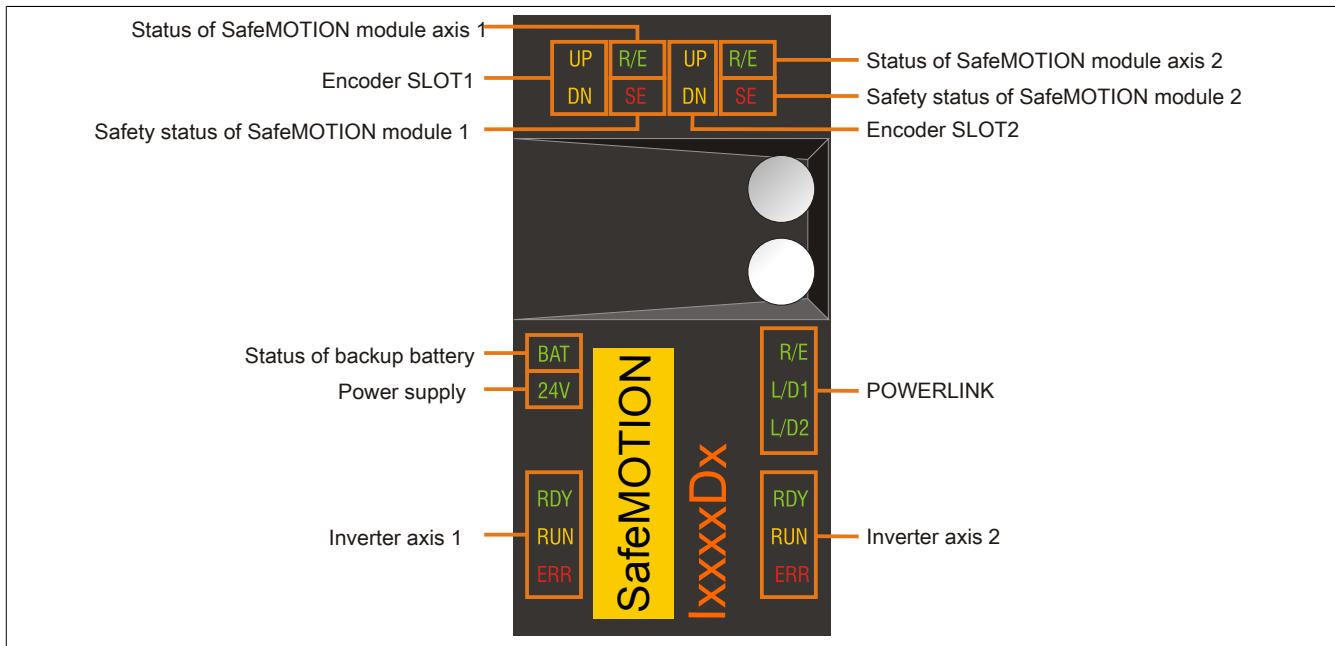 Status of SafeMOTION module axis 1
UP R/E UP R/E
Status of SafeMOTION module axis 2
Encoder SLOT1
DN SE DN SE
Safety status of SafeMOTION module 2
Safety status of SafeMOTION module 1
Encoder SLOT2
Status of backup battery
BAT
R/E
Power supply
24V
L/D1
POWERLINK
L/D2
SafeMOTION
IxxxxDx
RDY
RDY
Inverter axis 1
RUN
RUN
Inverter axis 2
ERR
ERR